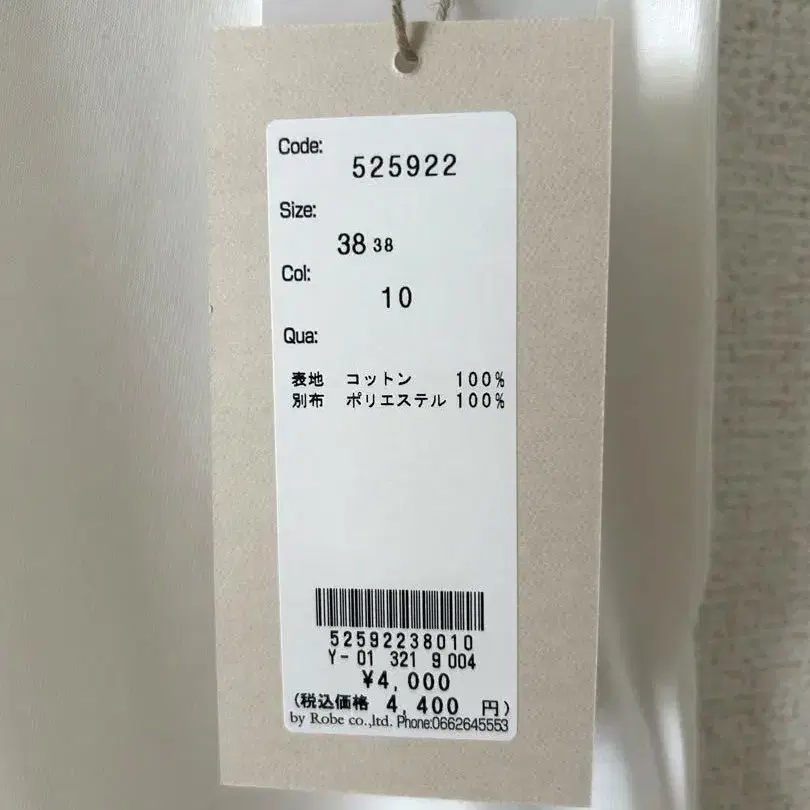 Code:
525922
Size:
38 38
Col:
10
Qua:
表地 コットン 100%
別布 ポリエステル 100%
52592238010
Y-01 321 9004
¥4,000
(税込価格 4,400 円)
by Robe co.,ltd. Phone:0662645553